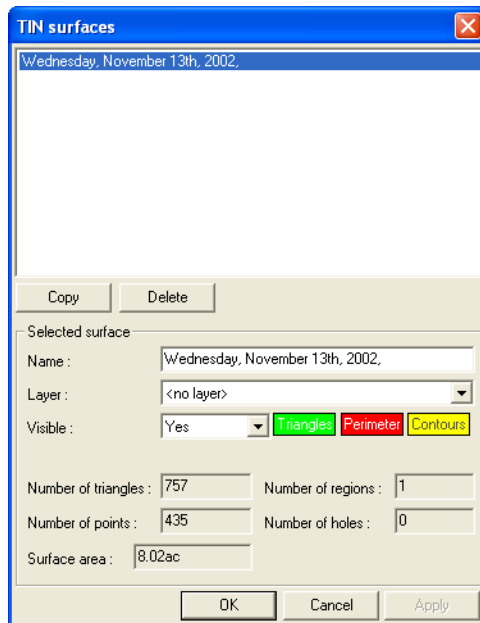 TIN surfaces
Wednesday, November 13th, 2002,
Copy Delete
Selected surface
Name : Wednesday, November 13th, 2002,
Layer : <no layer>
Visible : Yes Triangles Perimeter Contours
Number of triangles : 757 Number of regions : 1
Number of points : 435 Number of holes : 0
Surface area : 8.02ac
OK Cancel Apply